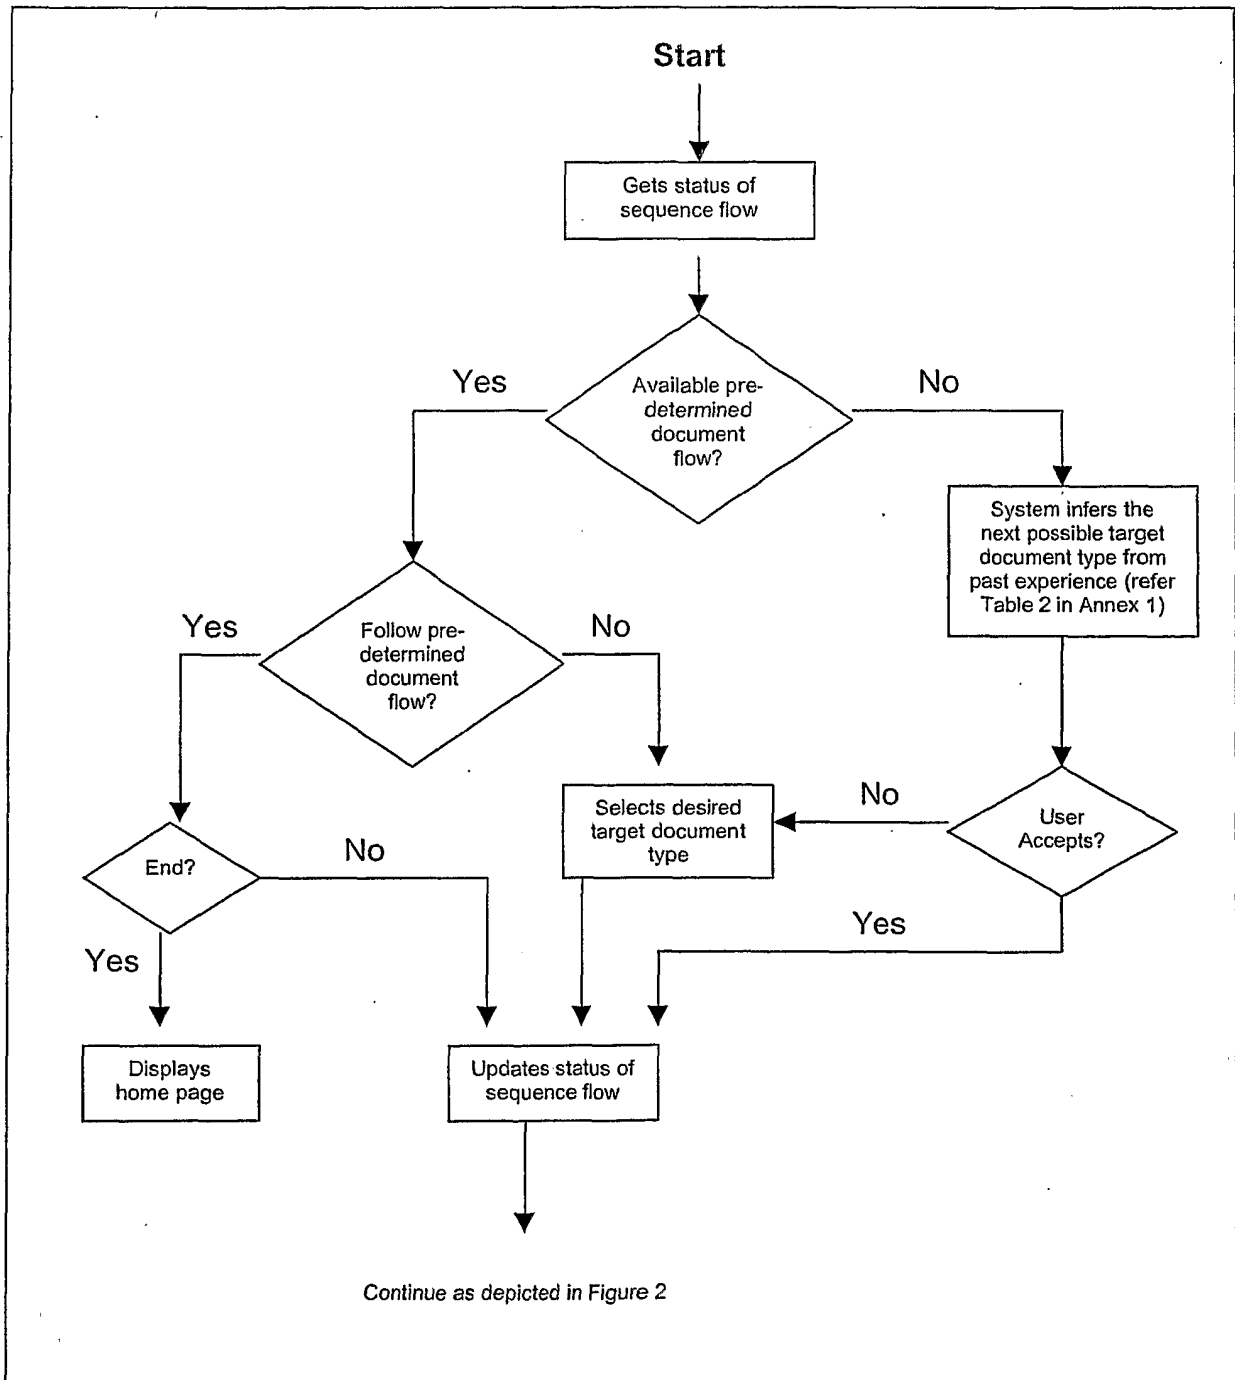 Start
Gets status of
sequence flow
Yes
Available pre-
determined
document
flow?
No
System infers the
next possible target
document type from
past experience (refer
Table 2 in Annex 1)
Yes
Follow pre-
determined
document
flow?
No
End?
No
Selects desired
target document
type
No
User
Accepts?
Yes
Yes
Displays
home page
Updates status of
sequence flow
Continue as depicted in Figure 2